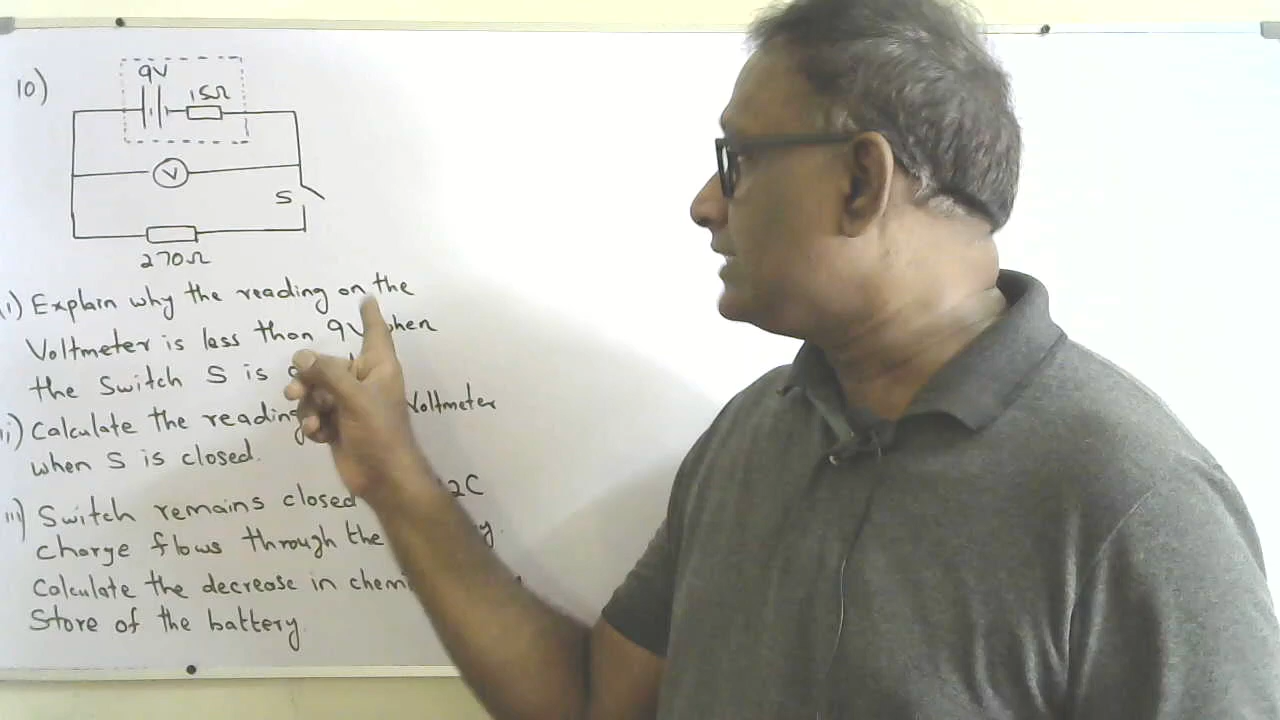 10)
9V
15Ω
V
S
270Ω
i) Explain why the reading on the
Voltmeter is less than 9V when
the Switch S is
ii) Calculate the reading Voltmeter
when S is closed.
iii) Switch remains closed 2C
charge flows through the
Calculate the decrease in
Store of the battery.